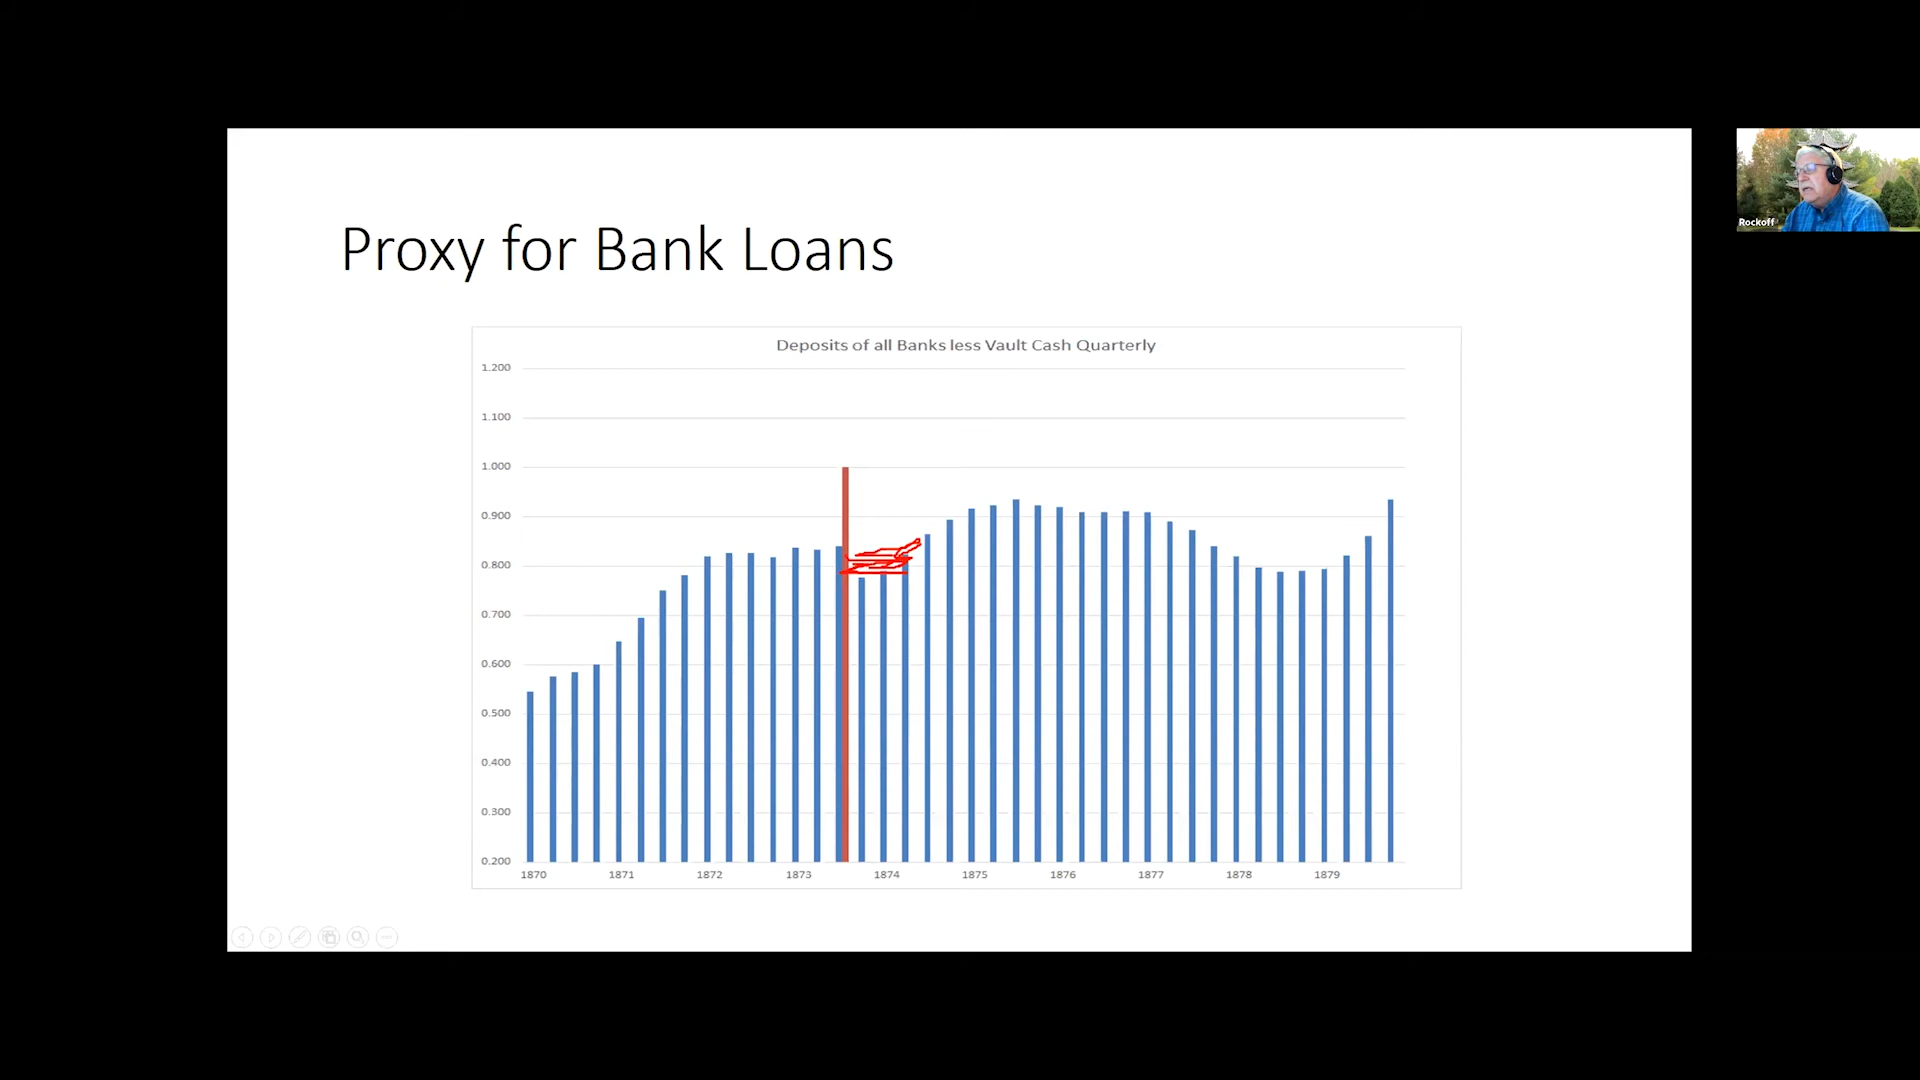 Rockoff
Proxy for Bank Loans
Deposits of all Banks less Vault Cash Quarterly
1.200
1.100
1.000
0.900
0.800
0.700
0.600
0.500
0.400
0.300
0.200
1870 1871 1872 1873 1874 1875 1876 1877 1878 1879